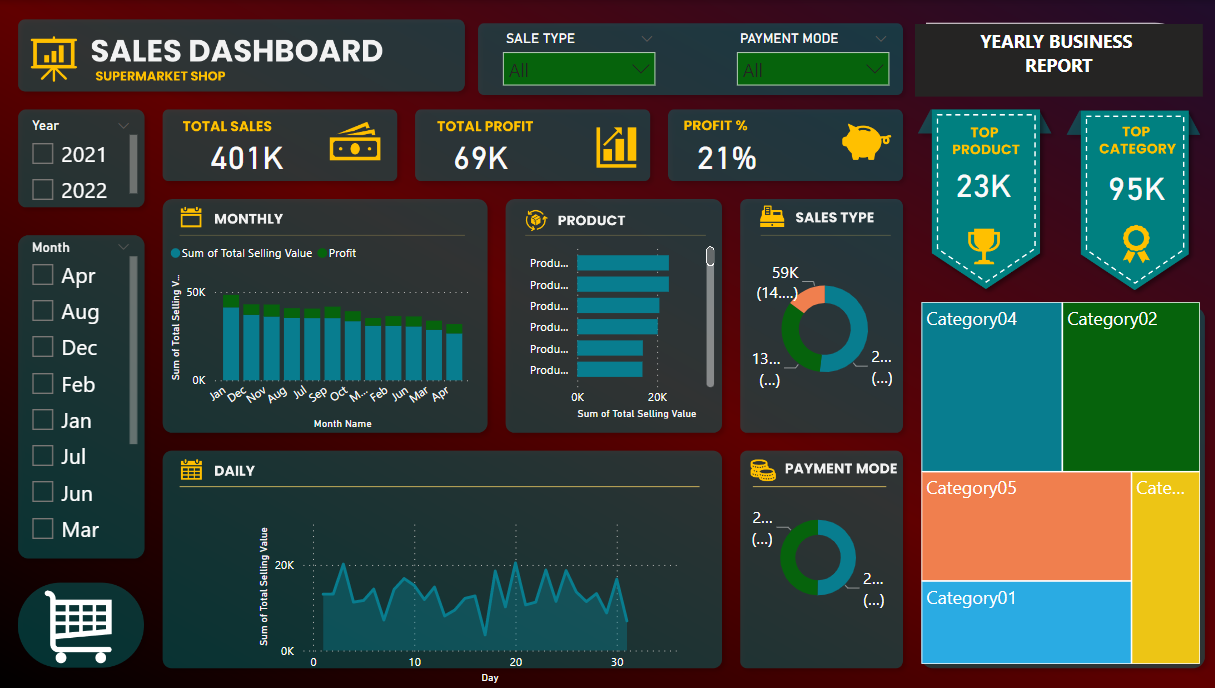 SALES DASHBOARD
SUPERMARKET SHOP
SALE TYPE
All
PAYMENT MODE
All
YEARLY BUSINESS
REPORT
Year
2021
2022
TOTAL SALES
401K
TOTAL PROFIT
69K
PROFIT %
21%
TOP
PRODUCT
23K
TOP
CATEGORY
95K
Month
Apr
Aug
Dec
Feb
Jan
Jul
Jun
Mar
MONTHLY
Sum of Total Selling Value
Profit
Sum of Total Selling V...
50K
0K
Jan
Dec
Nov
Aug
Jul
Sep
Oct
M...
Feb
Jun
Mar
Apr
Month Name
PRODUCT
Produ...
Produ...
Produ...
Produ...
Produ...
Produ...
0K
20K
Sum of Total Selling Value
SALES TYPE
59K
(14....)
13...
(...)
2...
(...)
DAILY
Sum of Total Selling Value
20K
0K
0
10
20
30
Day
PAYMENT MODE
2...
(...)
2...
(...)
Category04
Category02
Category05
Cate...
Category01